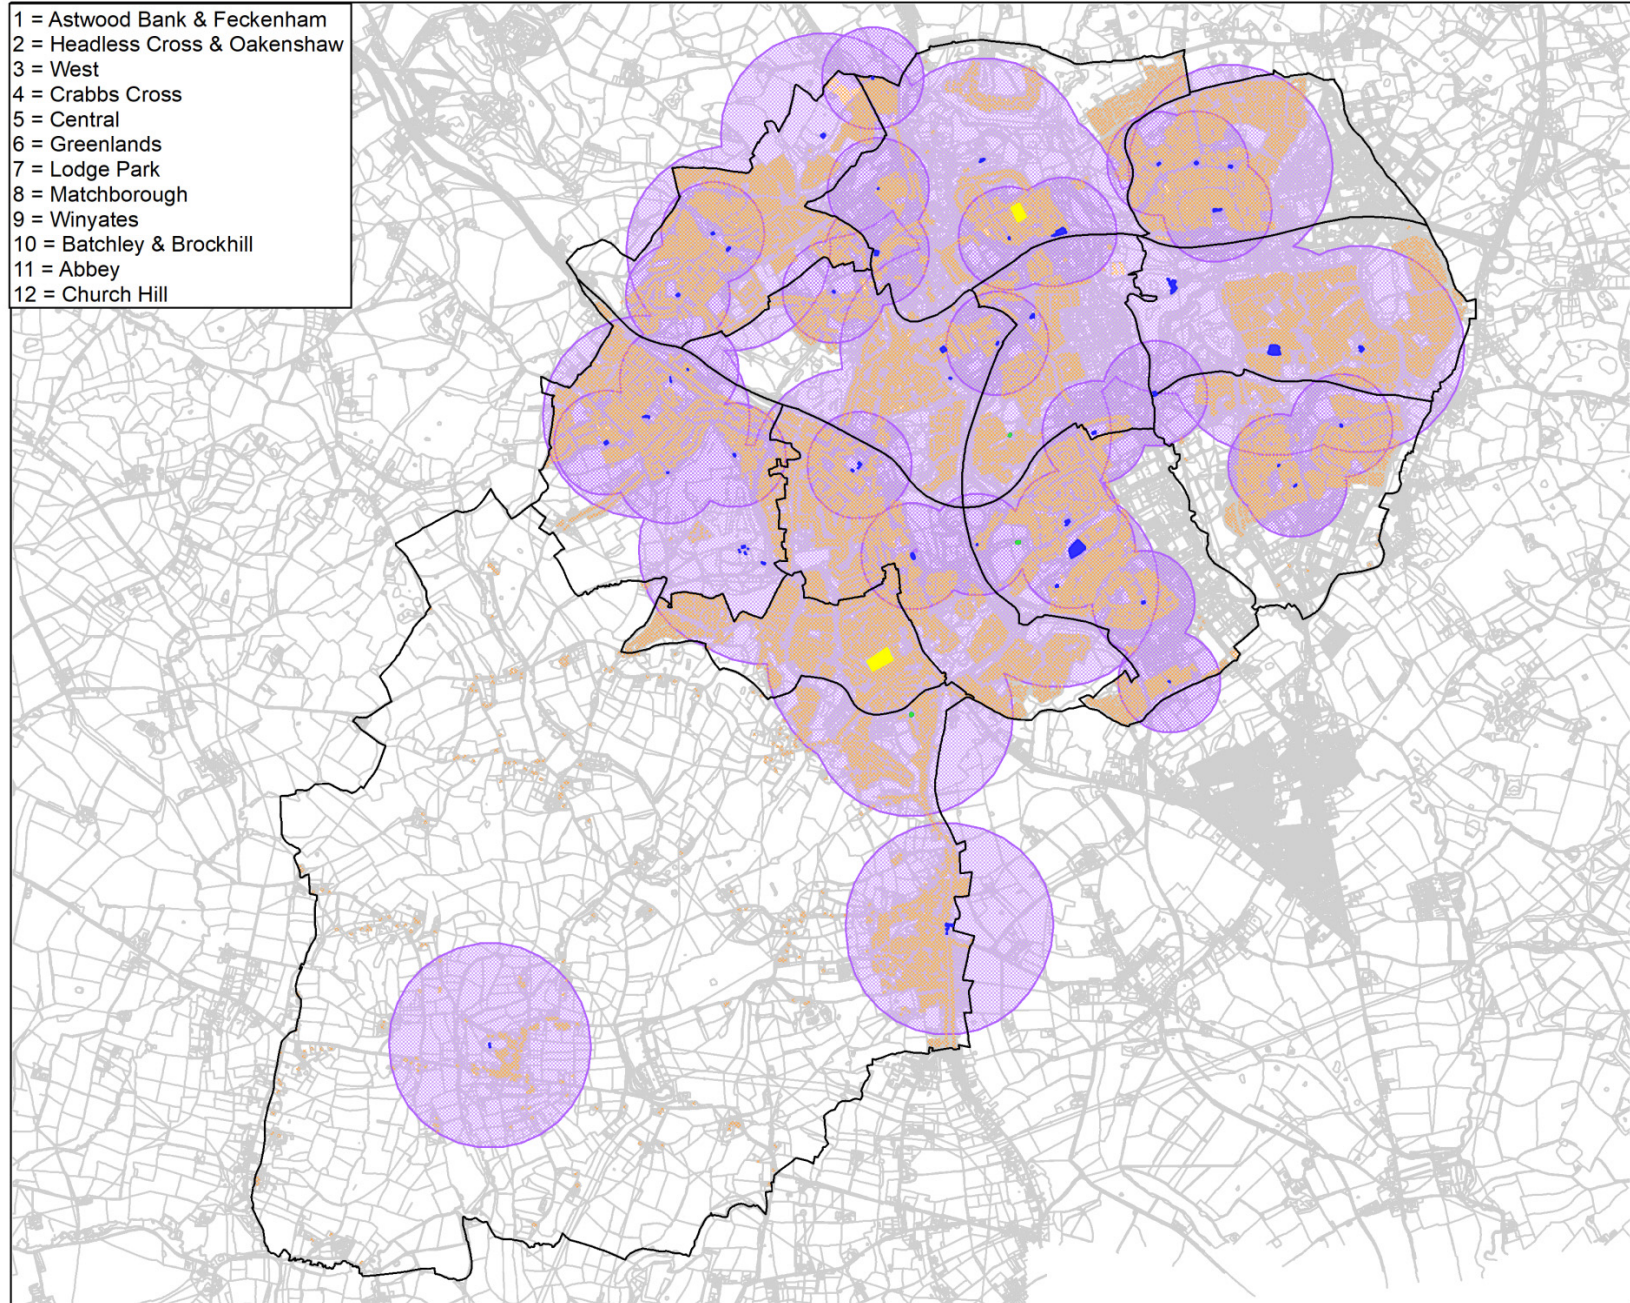 1 = Astwood Bank & Feckenham
2 = Headless Cross & Oakenshaw
3 = West
4 = Crabbs Cross
5 = Central
6 = Greenlands
7 = Lodge Park
8 = Matchborough
9 = Winyates
10 = Batchley & Brockhill
11 = Abbey
12 = Church Hill